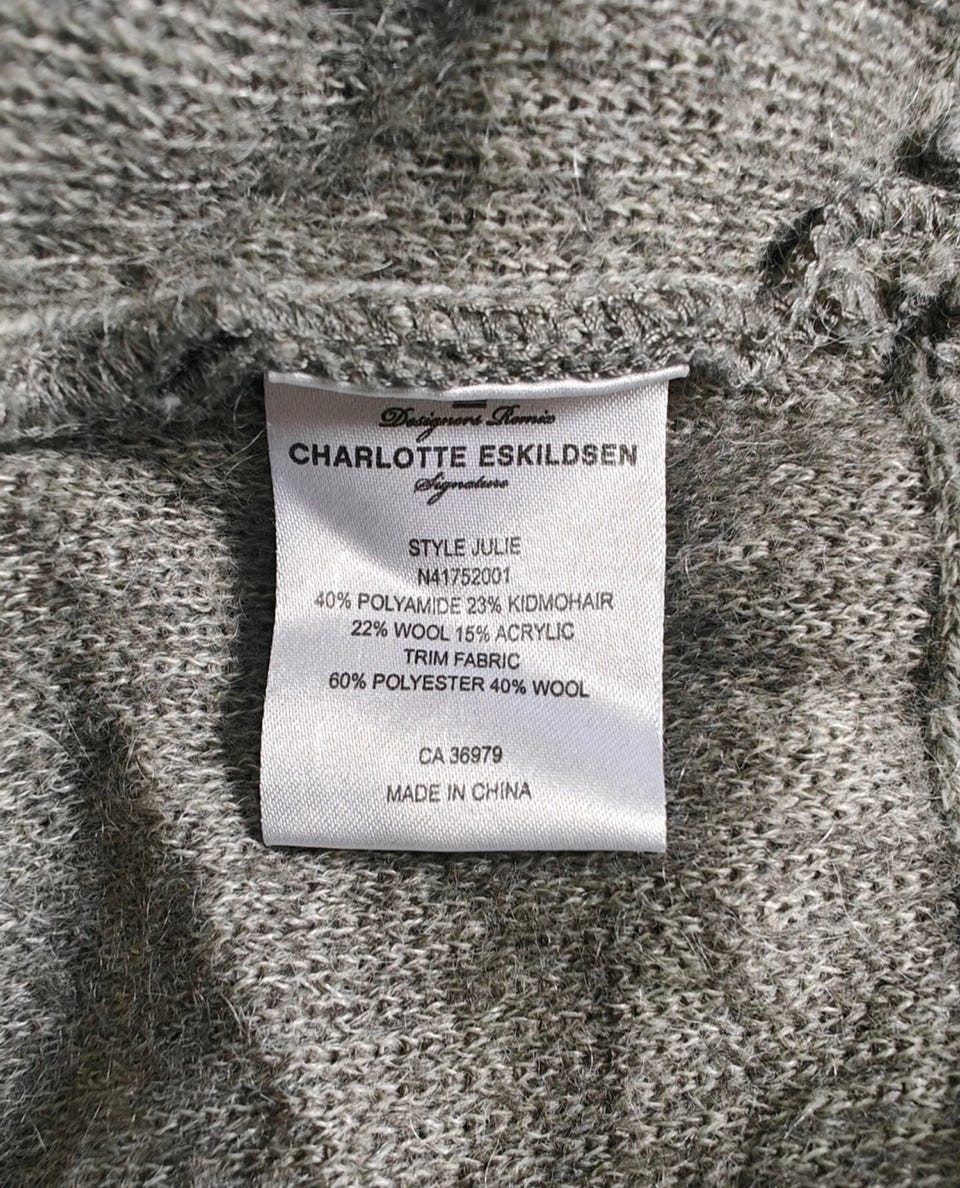 Designers Remix
CHARLOTTE ESKILDSEN
Signature
STYLE JULIE
N41752001
40% POLYAMIDE 23% KIDMOHAIR
22% WOOL 15% ACRYLIC
TRIM FABRIC
60% POLYESTER 40% WOOL
CA 36979
MADE IN CHINA